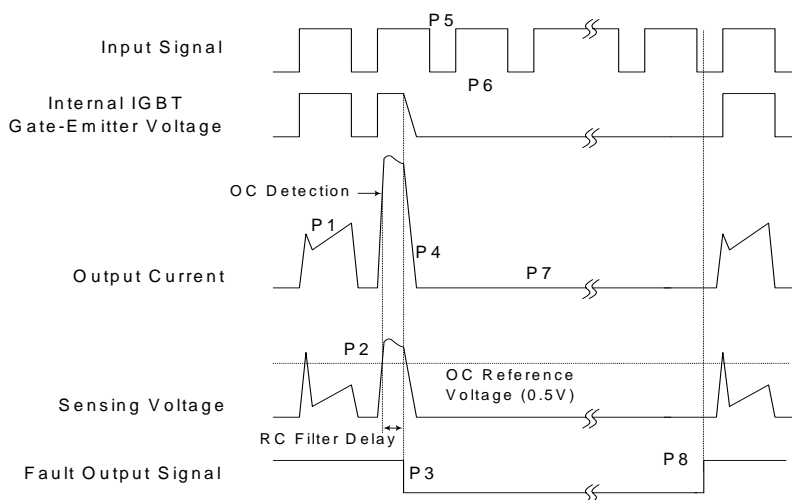 P5
Input Signal
P6
Internal IGBT
Gate-Emitter Voltage
OC Detection
P1
P4
P7
Output Current
P2
OC Reference
Voltage (0.5V)
Sensing Voltage
RC Filter Delay
Fault Output Signal
P3
P8